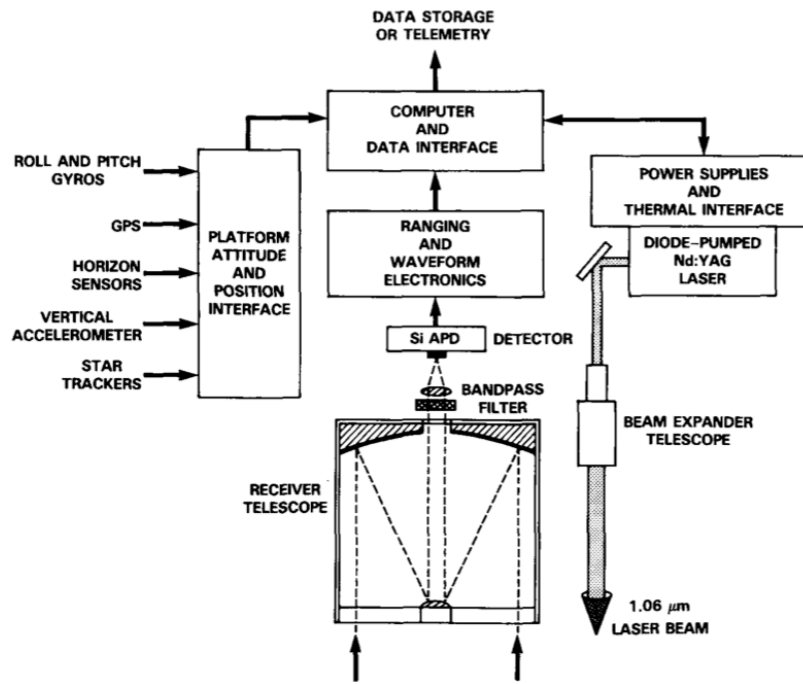 DATA STORAGE
OR TELEMETRY
COMPUTER
AND
DATA INTERFACE
ROLL AND PITCH
GYROS
GPS
HORIZON
SENSORS
VERTICAL
ACCELEROMETER
STAR
TRACKERS
PLATFORM
ATTITUDE
AND
POSITION
INTERFACE
RANGING
AND
WAVEFORM
ELECTRONICS
POWER SUPPLIES
AND
THERMAL INTERFACE
DIODE-PUMPED
Nd:YAG
LASER
Si APD
DETECTOR
BANDPASS
FILTER
BEAM EXPANDER
TELESCOPE
RECEIVER
TELESCOPE
1.06 μm
LASER BEAM